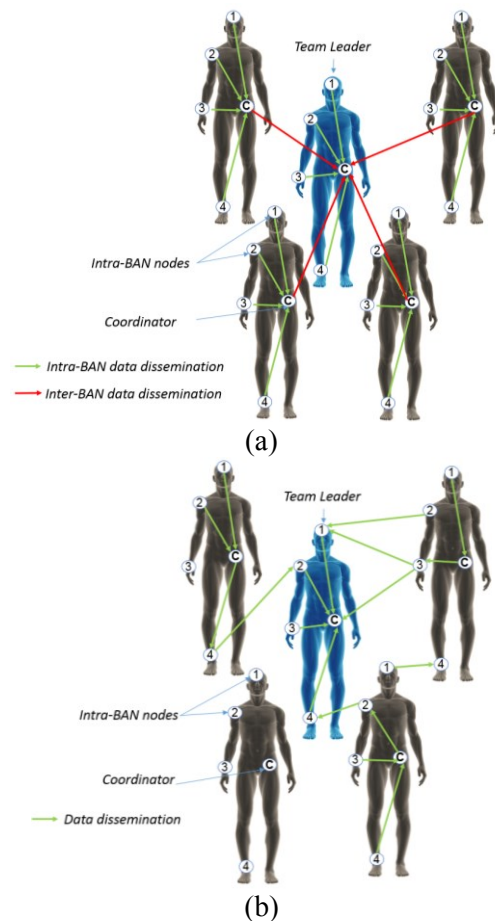 1
1
2
Team Leader
2
1
3
C
C
3
2
4
C
4
3
1
1
4
Intra-BAN nodes
2
2
Coordinator
3
C
3
C
Intra-BAN data dissemination
Inter-BAN data dissemination
4
4
(a)
1
1
2
Team Leader
2
1
3
C
2
3
C
3
C
4
1
1
4
Intra-BAN nodes
2
4
2
Coordinator
3
C
3
C
Data dissemination
4
4
(b)